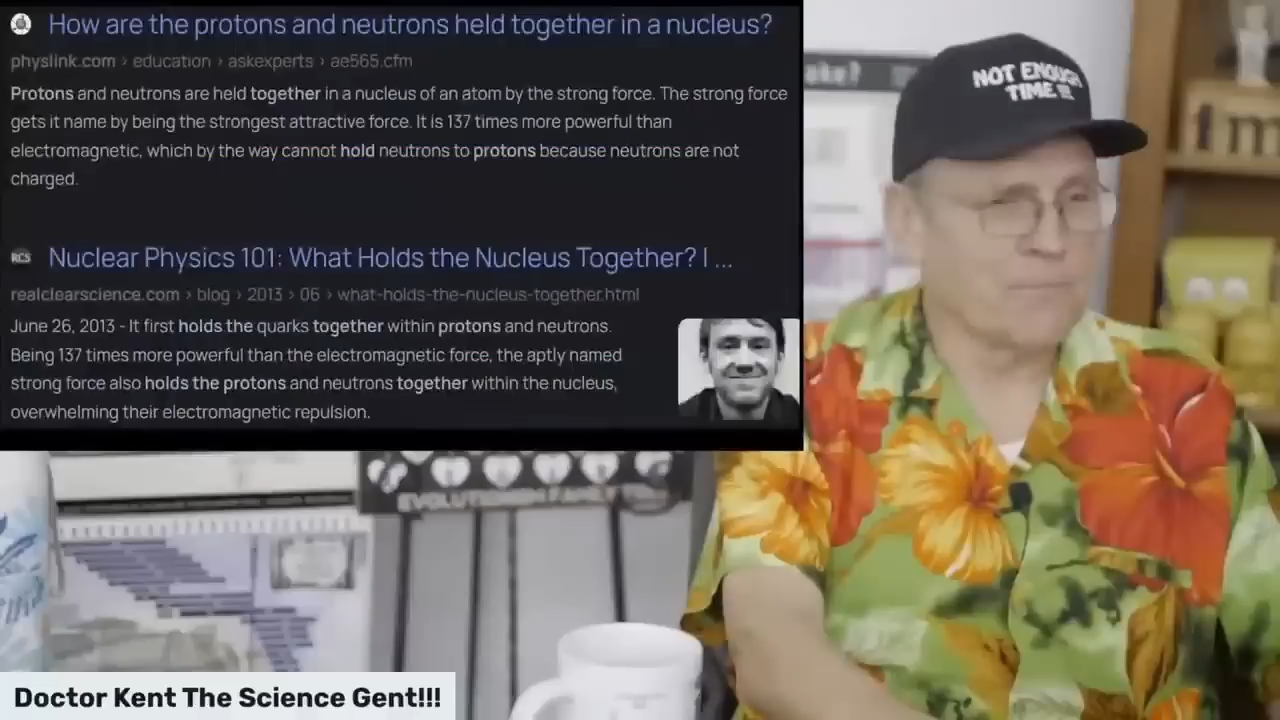 How are the protons and neutrons held together in a nucleus?
physlink.com › education › askexperts › ae565.cfm
Protons and neutrons are held together in a nucleus of an atom by the strong force. The strong force
gets it name by being the strongest attractive force. It is 137 times more powerful than
electromagnetic, which by the way cannot hold neutrons to protons because neutrons are not
charged.
RCS
Nuclear Physics 101: What Holds the Nucleus Together? | ...
realclearscience.com › blog › 2013 › 06 › what-holds-the-nucleus-together.html
June 26, 2013 - It first holds the quarks together within protons and neutrons.
Being 137 times more powerful than the electromagnetic force, the aptly named
strong force also holds the protons and neutrons together within the nucleus,
overwhelming their electromagnetic repulsion.
NOT ENOUGH
TIME !!!
Doctor Kent The Science Gent!!!